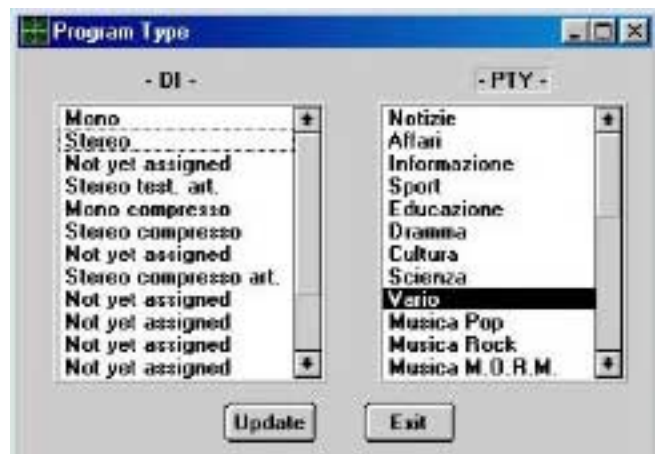 Program Type
- DI -
Mono
Stereo
Not yet assigned
Stereo test. art.
Mono compresso
Stereo compresso
Not yet assigned
Stereo compresso art.
Not yet assigned
Not yet assigned
Not yet assigned
Not yet assigned
- PTY -
Notizie
Affari
Informazione
Sport
Educazione
Dramma
Cultura
Scienza
Vario
Musica Pop
Musica Rock
Musica M.O.R.M.
Update
Exit